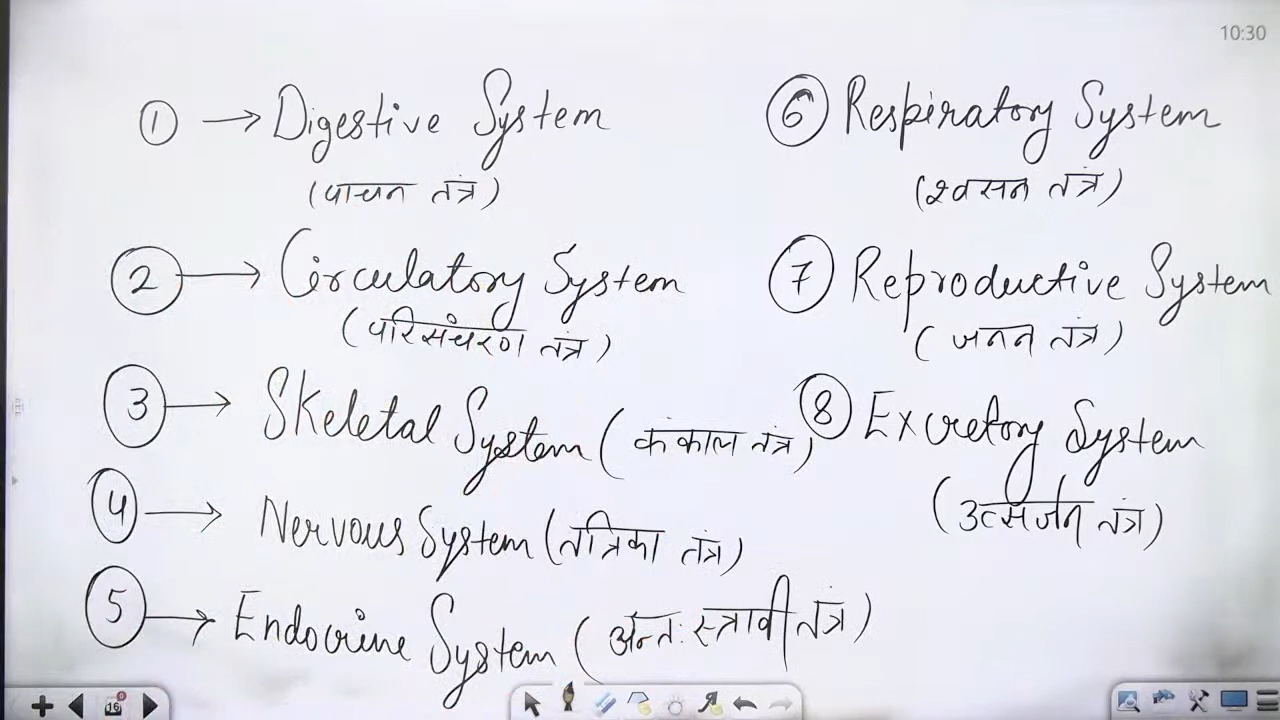 10:30
① → Digestive System
(पाचन तंत्र)
② → Circulatory System
(परिसंचरण तंत्र)
③ → Skeletal System (कंकाल तंत्र)
④ → Nervous System (तंत्रिका तंत्र)
⑤ → Endocrine System (अन्तः स्त्रावी तंत्र)
⑥ Respiratory System
(श्वसन तंत्र)
⑦ Reproductive System
(जनन तंत्र)
⑧ Excretory System
(उत्सर्जन तंत्र)
16